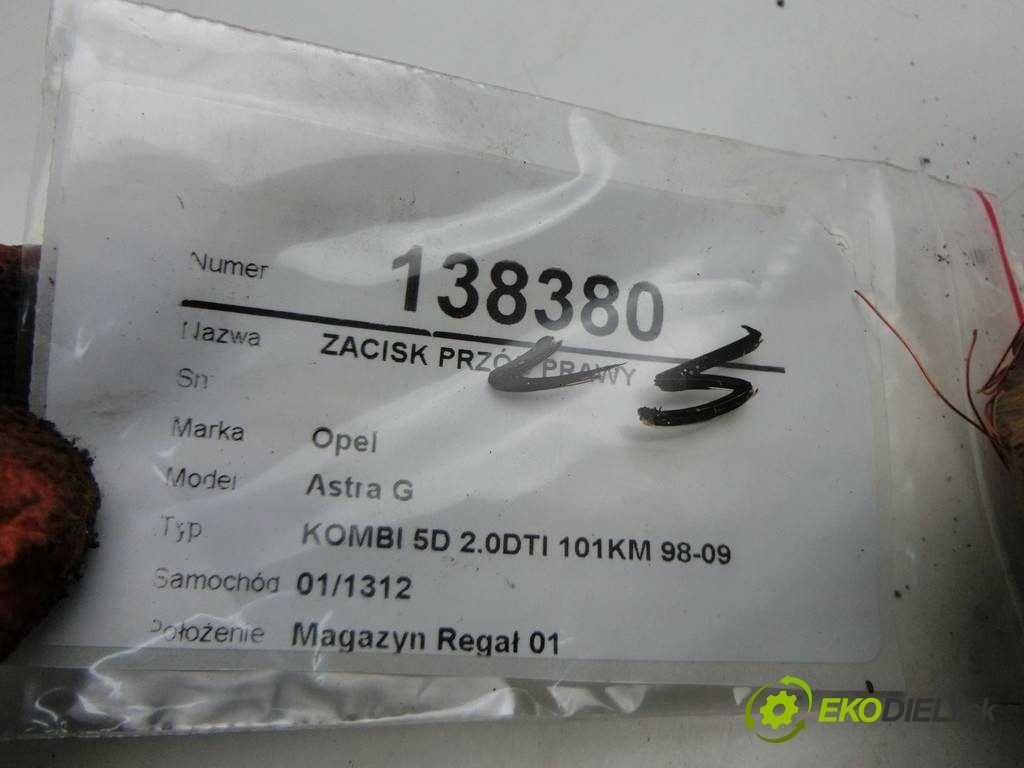 Numer 138380
Nazwa ZACISK PRZÓD PRAWY
Sn
Marka Opel
Model Astra G
Typ KOMBI 5D 2.0DTI 101KM 98-09
Samochód 01/1312
Położenie Magazyn Regał 01
EKODIELY.sk